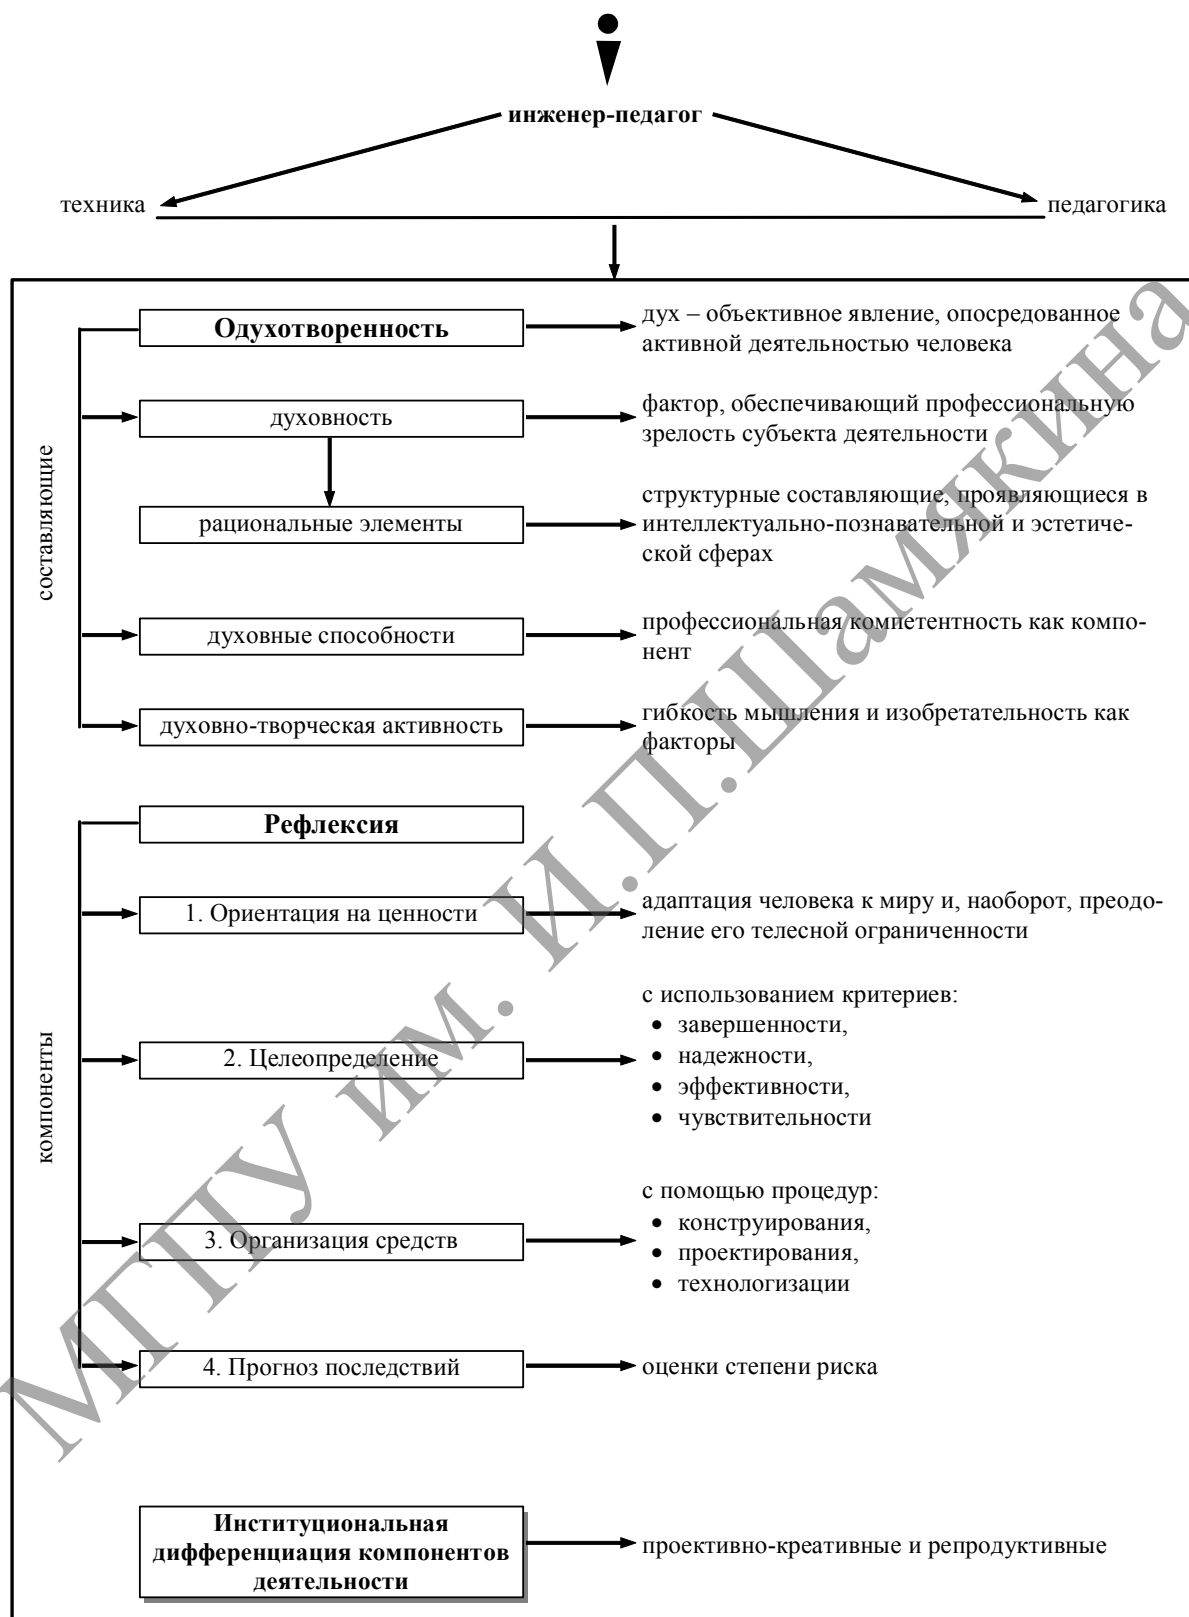 инженер-педагог
техника
педагогика
составляющие
Одухотворенность
дух – объективное явление, опосредованное
активной деятельностью человека
духовность
фактор, обеспечивающий профессиональную
зрелость субъекта деятельности
рациональные элементы
структурные составляющие, проявляющиеся в
интеллектуально-познавательной и эстетиче-
ской сферах
духовные способности
профессиональная компетентность как компо-
нент
духовно-творческая активность
гибкость мышления и изобретательность как
факторы
компоненты
Рефлексия
1. Ориентация на ценности
адаптация человека к миру и, наоборот, преодо-
ление его телесной ограниченности
2. Целеопределение
с использованием критериев:
• завершенности,
• надежности,
• эффективности,
• чувствительности
3. Организация средств
с помощью процедур:
• конструирования,
• проектирования,
• технологизации
4. Прогноз последствий
оценки степени риска
Институциональная
дифференциация компонентов
деятельности
проективно-креативные и репродуктивные
МГПУ им. И.П.Шамякина